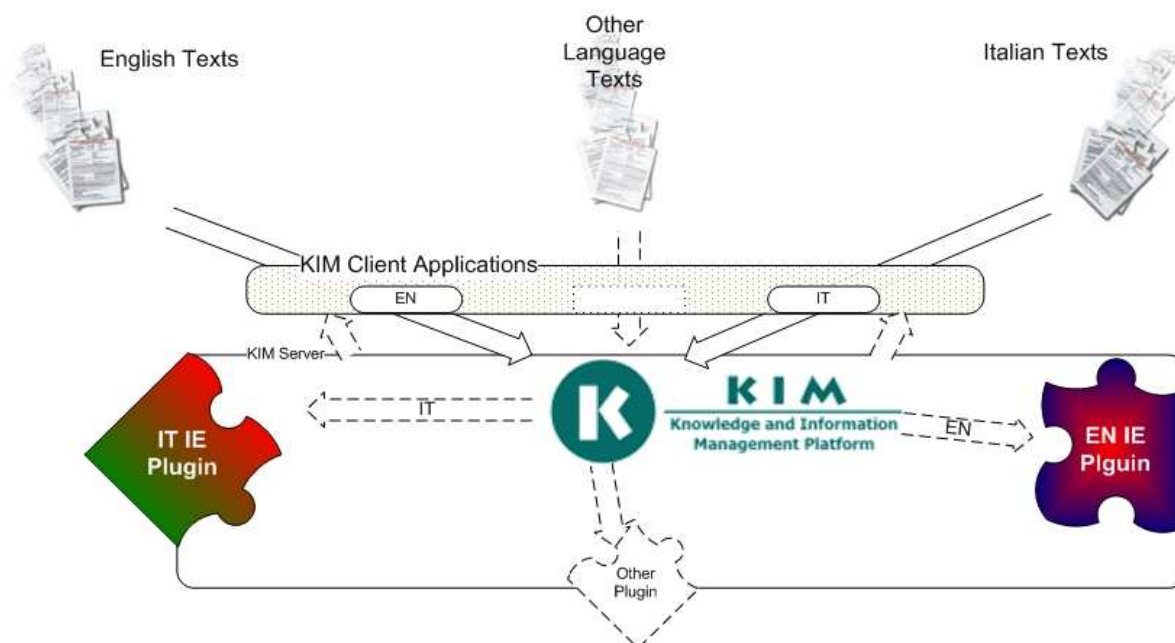 English Texts
Other
Language
Texts
Italian Texts
KIM Client Applications
EN
IT
KIM Server
IT
K
KIM
Knowledge and Information
Management Platform
EN
IT IE
Plugin
EN IE
Plguin
Other
Plugin